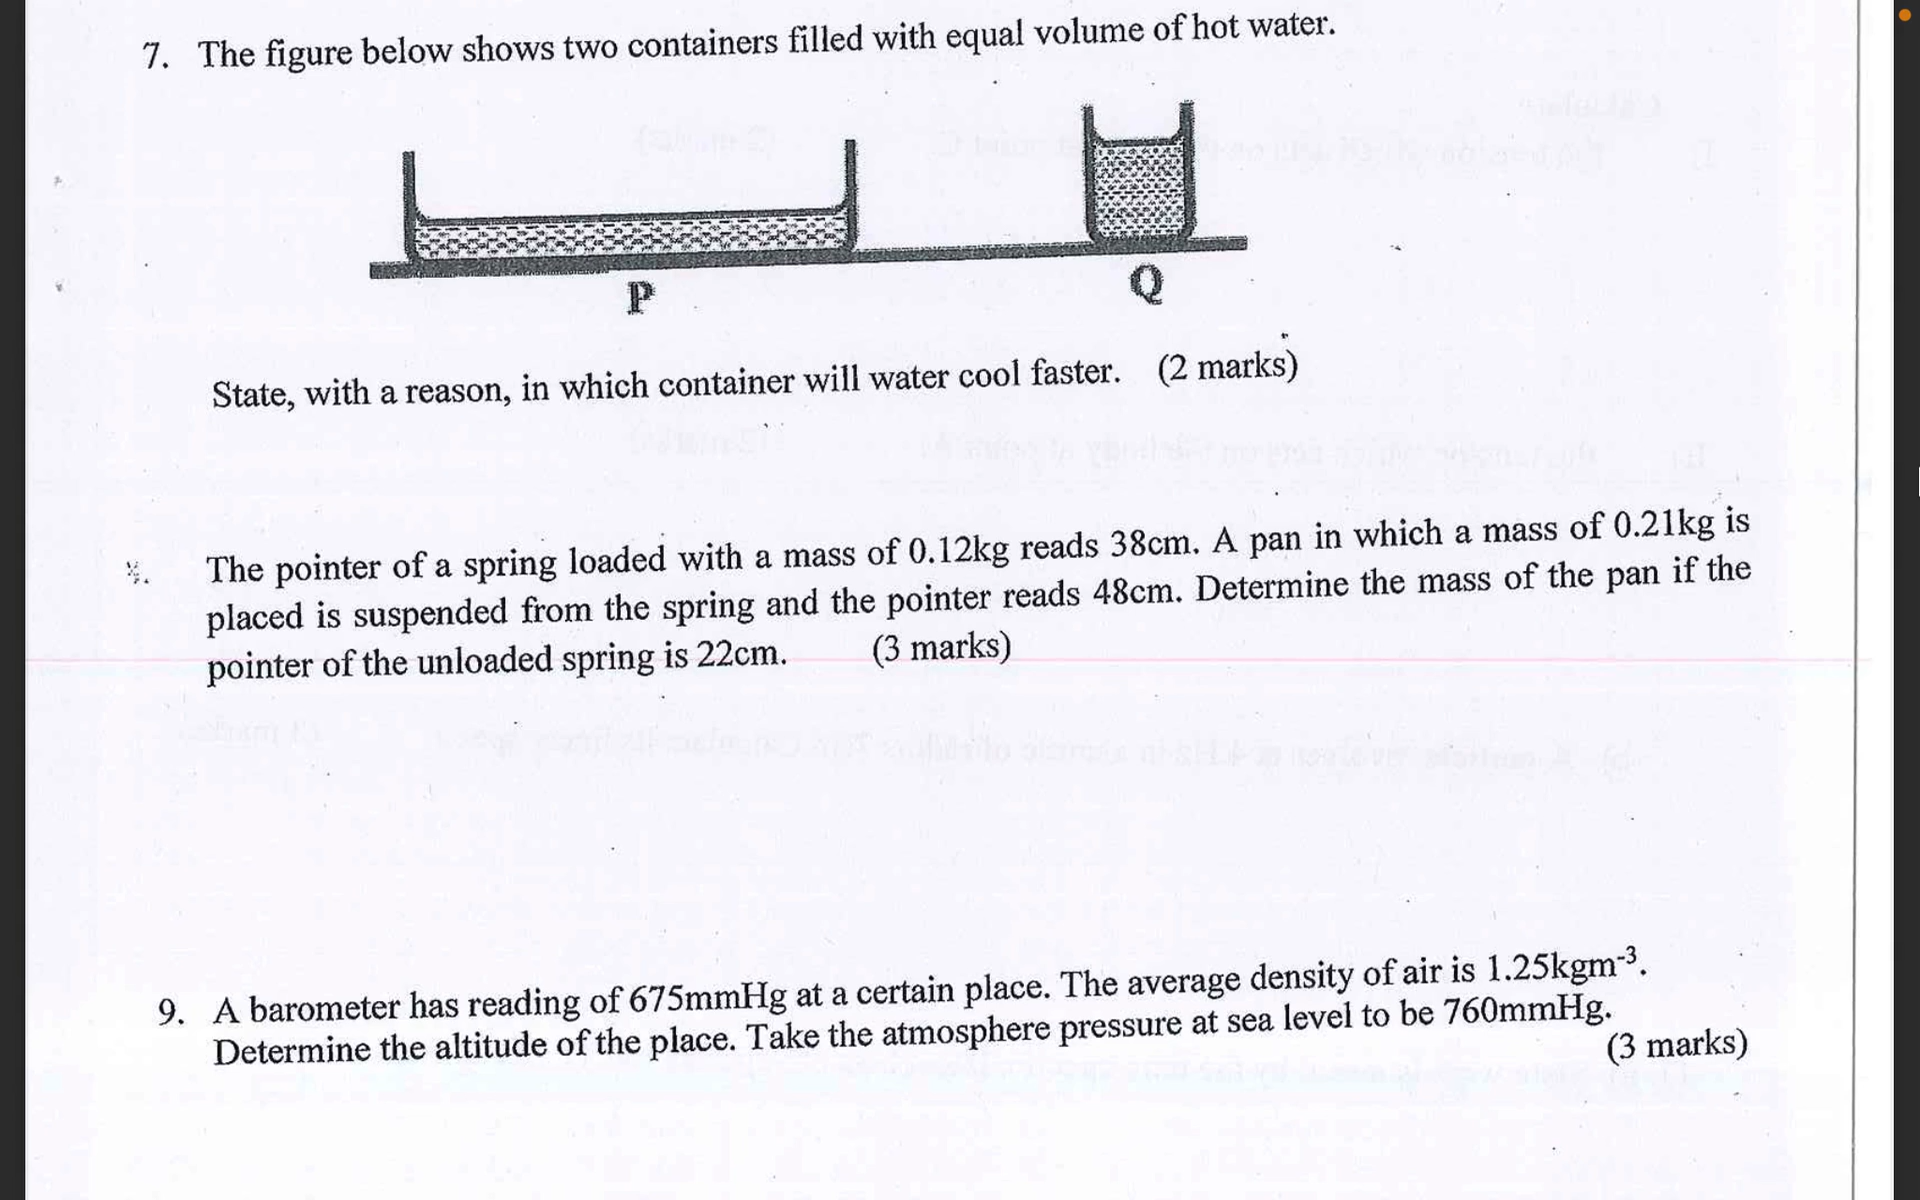 7. The figure below shows two containers filled with equal volume of hot water.
P
Q
State, with a reason, in which container will water cool faster. (2 marks)
The pointer of a spring loaded with a mass of 0.12kg reads 38cm. A pan in which a mass of 0.21kg is
placed is suspended from the spring and the pointer reads 48cm. Determine the mass of the pan if the
pointer of the unloaded spring is 22cm. (3 marks)
9. A barometer has reading of 675mmHg at a certain place. The average density of air is 1.25kgm⁻³.
Determine the altitude of the place. Take the atmosphere pressure at sea level to be 760mmHg.
(3 marks)